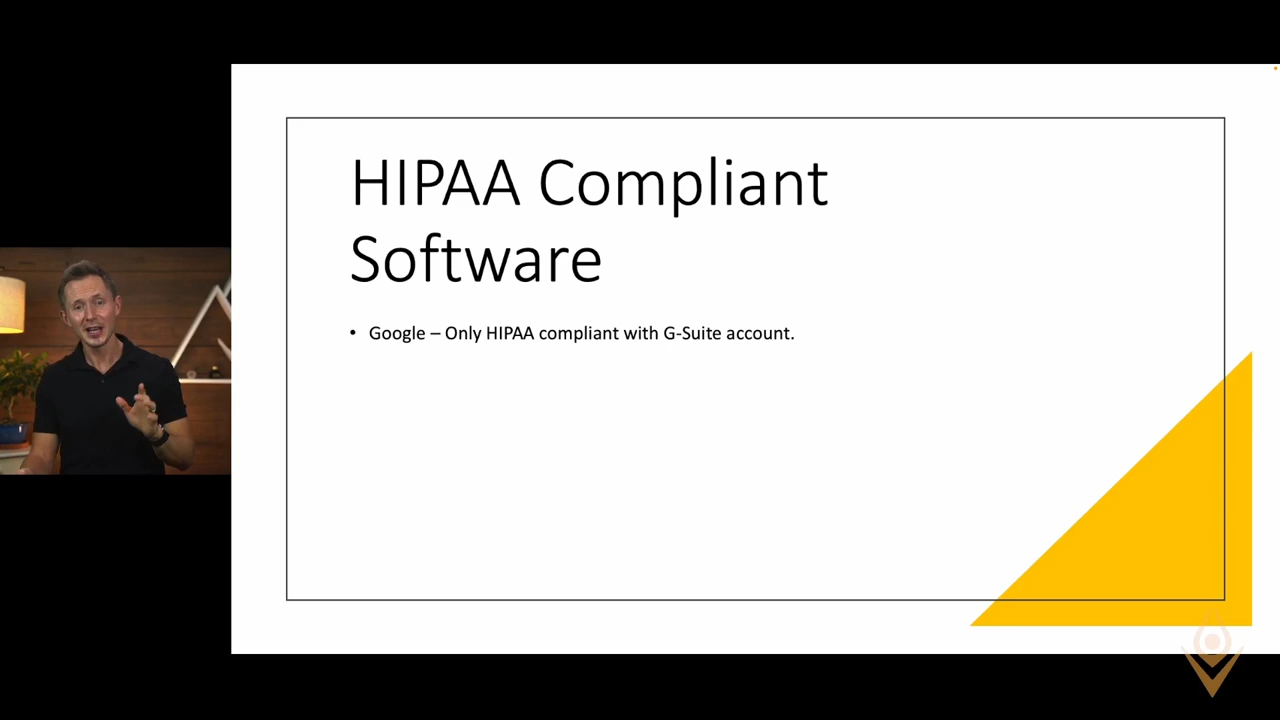 HIPAA Compliant
Software
• Google – Only HIPAA compliant with G-Suite account.